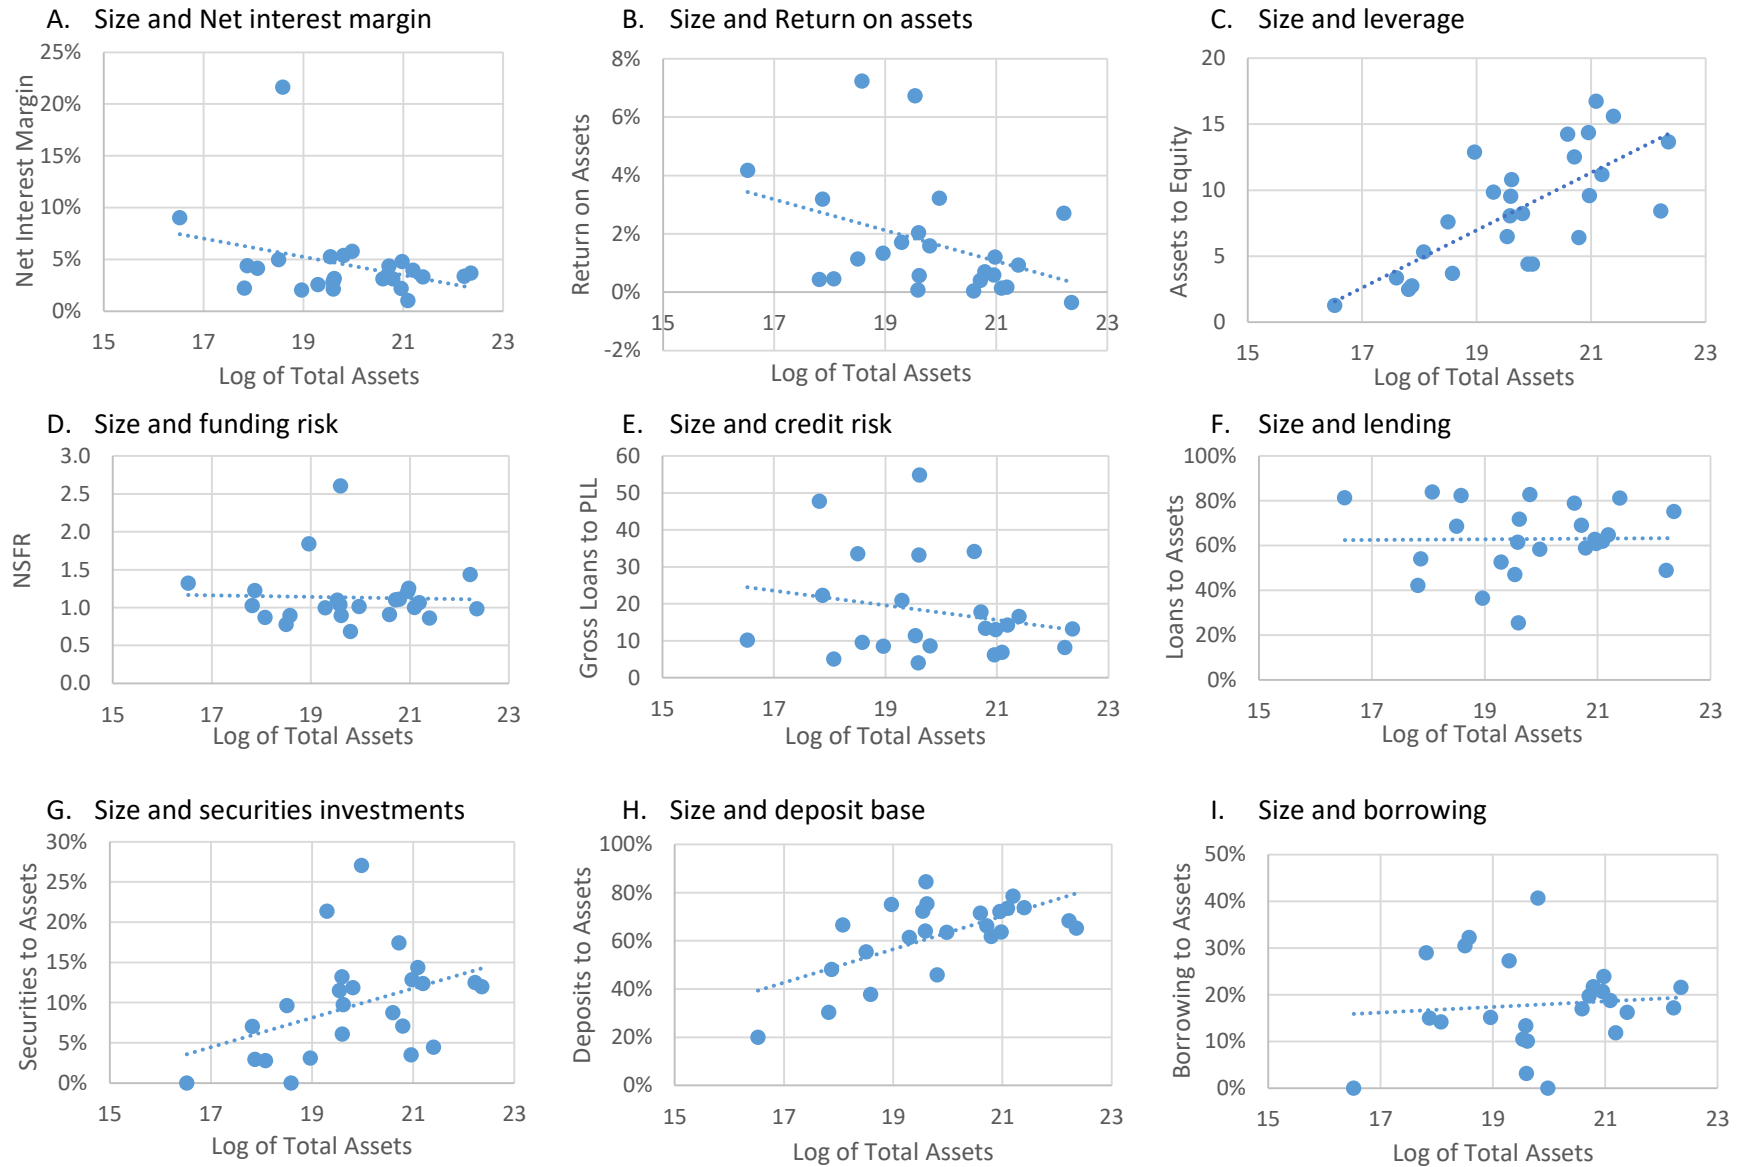 A. Size and Net interest margin
25%
20%
15%
10%
5%
0%
15 17 19 21 23
Net Interest Margin
Log of Total Assets
B. Size and Return on assets
8%
6%
4%
2%
0%
-2%
15 17 19 21 23
Return on Assets
Log of Total Assets
C. Size and leverage
20
15
10
5
0
15 17 19 21 23
Assets to Equity
Log of Total Assets
D. Size and funding risk
3.0
2.5
2.0
1.5
1.0
0.5
0.0
15 17 19 21 23
NSFR
Log of Total Assets
E. Size and credit risk
60
50
40
30
20
10
0
15 17 19 21 23
Gross Loans to PLL
Log of Total Assets
F. Size and lending
100%
80%
60%
40%
20%
0%
15 17 19 21 23
Loans to Assets
Log of Total Assets
G. Size and securities investments
30%
25%
20%
15%
10%
5%
0%
15 17 19 21 23
Securities to Assets
Log of Total Assets
H. Size and deposit base
100%
80%
60%
40%
20%
0%
15 17 19 21 23
Deposits to Assets
Log of Total Assets
I. Size and borrowing
50%
40%
30%
20%
10%
0%
15 17 19 21 23
Borrowing to Assets
Log of Total Assets